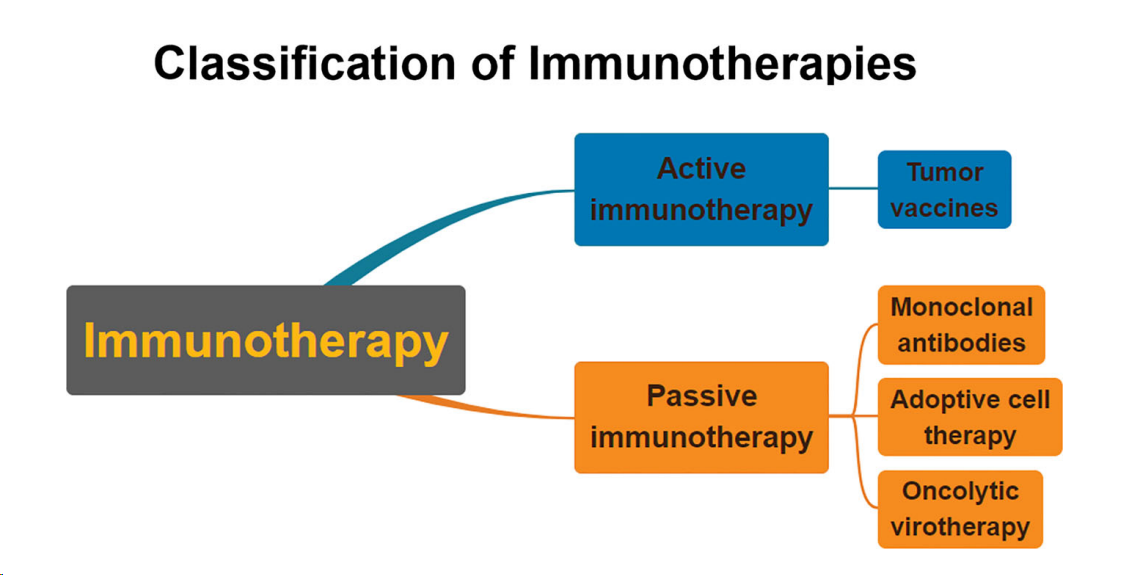 Classification of Immunotherapies
Immunotherapy
Active
immunotherapy
Tumor
vaccines
Passive
immunotherapy
Monoclonal
antibodies
Adoptive cell
therapy
Oncolytic
virotherapy